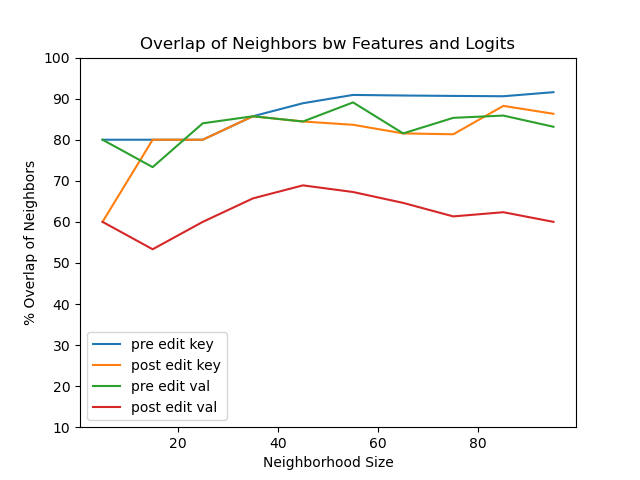 Overlap of Neighbors bw Features and Logits
% Overlap of Neighbors
100
90
80
70
60
50
40
30
20
10
pre edit key
post edit key
pre edit val
post edit val
20 40 60 80
Neighborhood Size